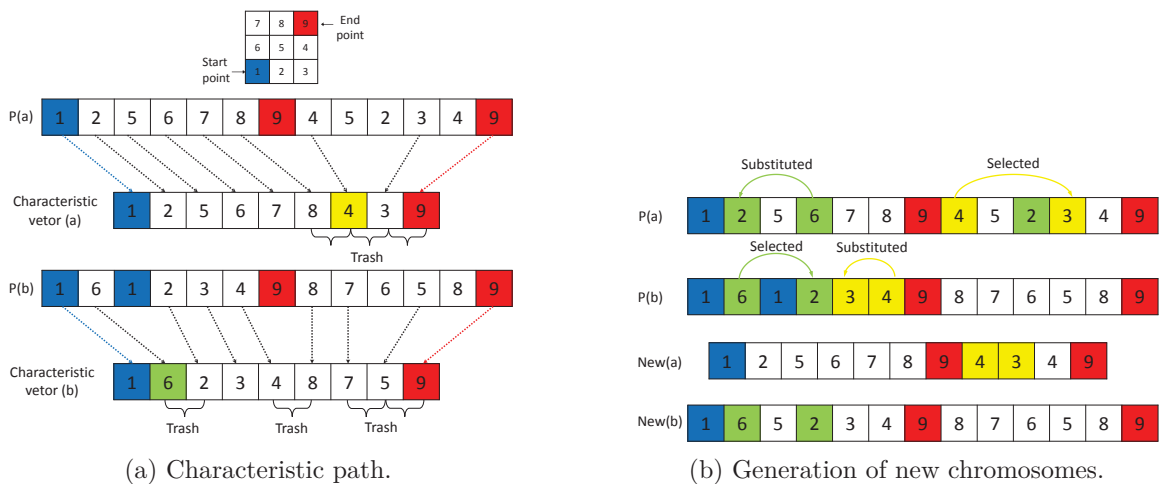 7 8 9
End point
6 5 4
Start point
1 2 3
P(a)
1 2 5 6 7 8 9 4 5 2 3 4 9
Characteristic vetor (a)
1 2 5 6 7 8 4 3 9
Trash
P(b)
1 6 1 2 3 4 9 8 7 6 5 8 9
Characteristic vetor (b)
1 6 2 3 4 8 7 5 9
Trash Trash Trash
(a) Characteristic path.
Substituted Selected
P(a)
1 2 5 6 7 8 9 4 5 2 3 4 9
Selected Substituted
P(b)
1 6 1 2 3 4 9 8 7 6 5 8 9
New(a)
1 2 5 6 7 8 9 4 3 4 9
New(b)
1 6 5 2 3 4 9 8 7 6 5 8 9
(b) Generation of new chromosomes.